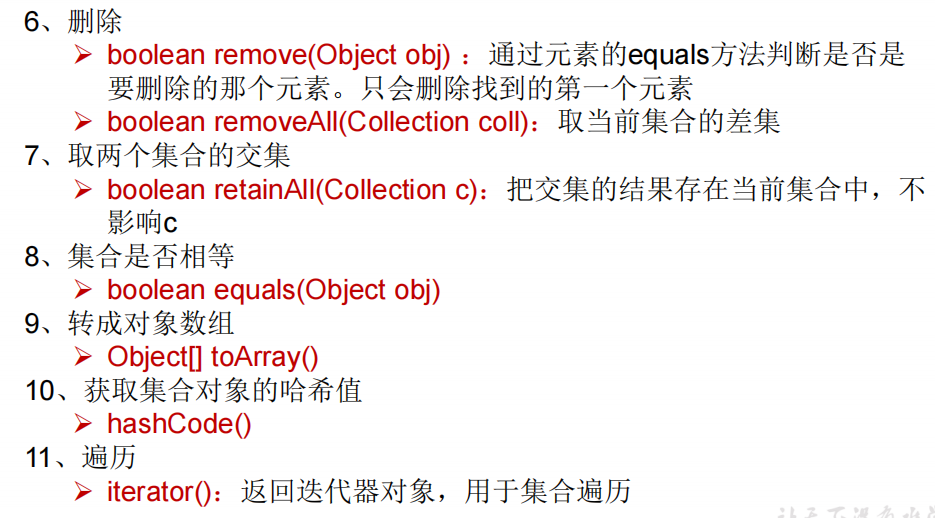 6、删除
➢ boolean remove(Object obj) ：通过元素的equals方法判断是否是
要删除的那个元素。只会删除找到的第一个元素
➢ boolean removeAll(Collection coll)：取当前集合的差集
7、取两个集合的交集
➢ boolean retainAll(Collection c)：把交集的结果存在当前集合中，不
影响c
8、集合是否相等
➢ boolean equals(Object obj)
9、转成对象数组
➢ Object[] toArray()
10、获取集合对象的哈希值
➢ hashCode()
11、遍历
➢ iterator()：返回迭代器对象，用于集合遍历